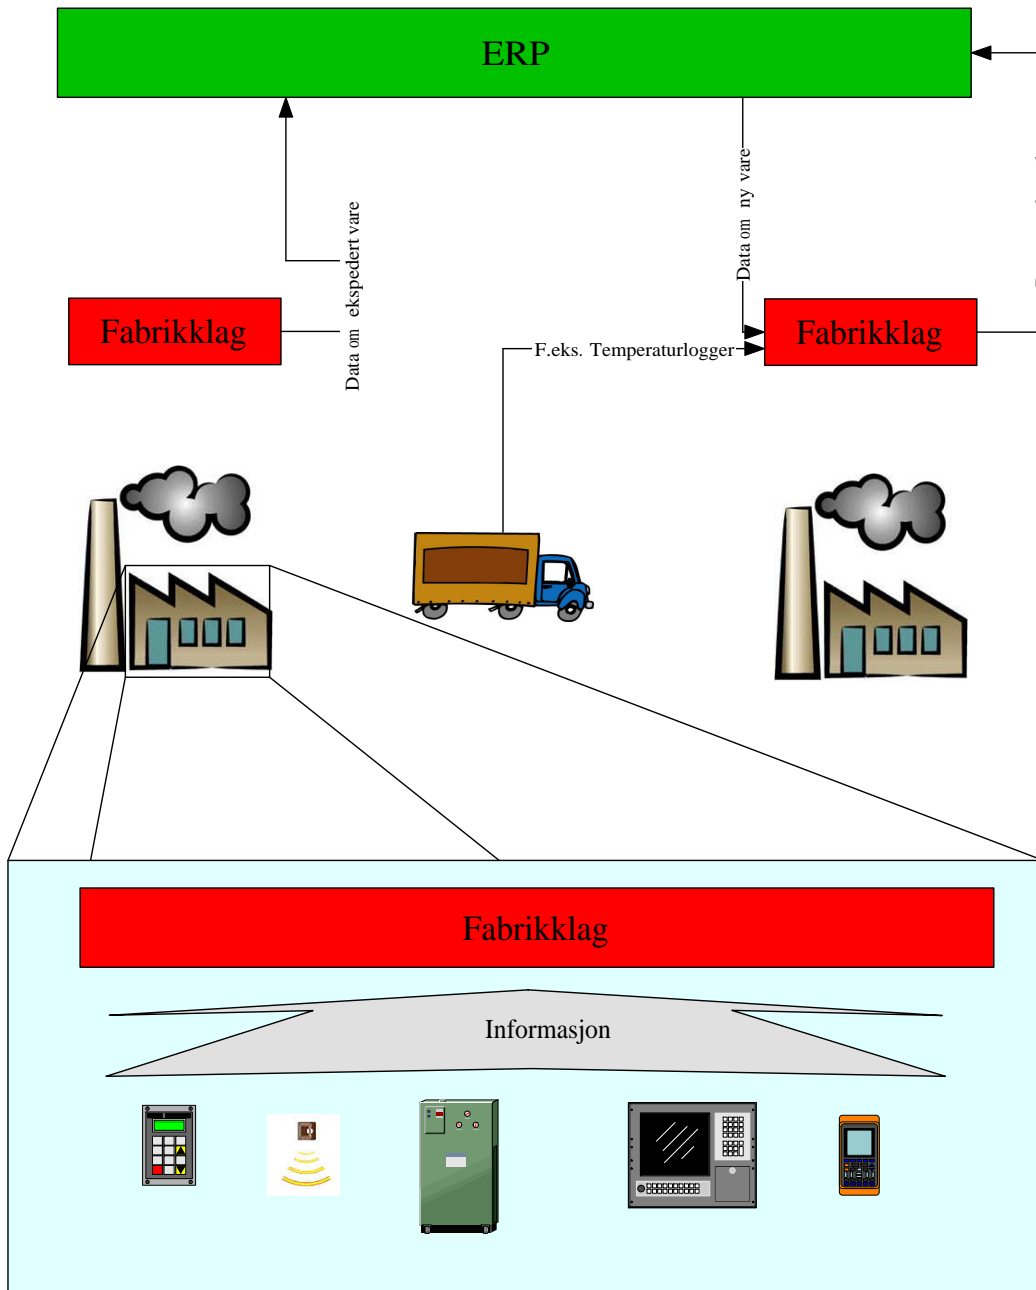 ERP
Data om ekspedert vare
Data om ny vare
Fabrikklag
Fabrikklag
F.eks. Temperaturlogger
Fabrikklag
Informasjon